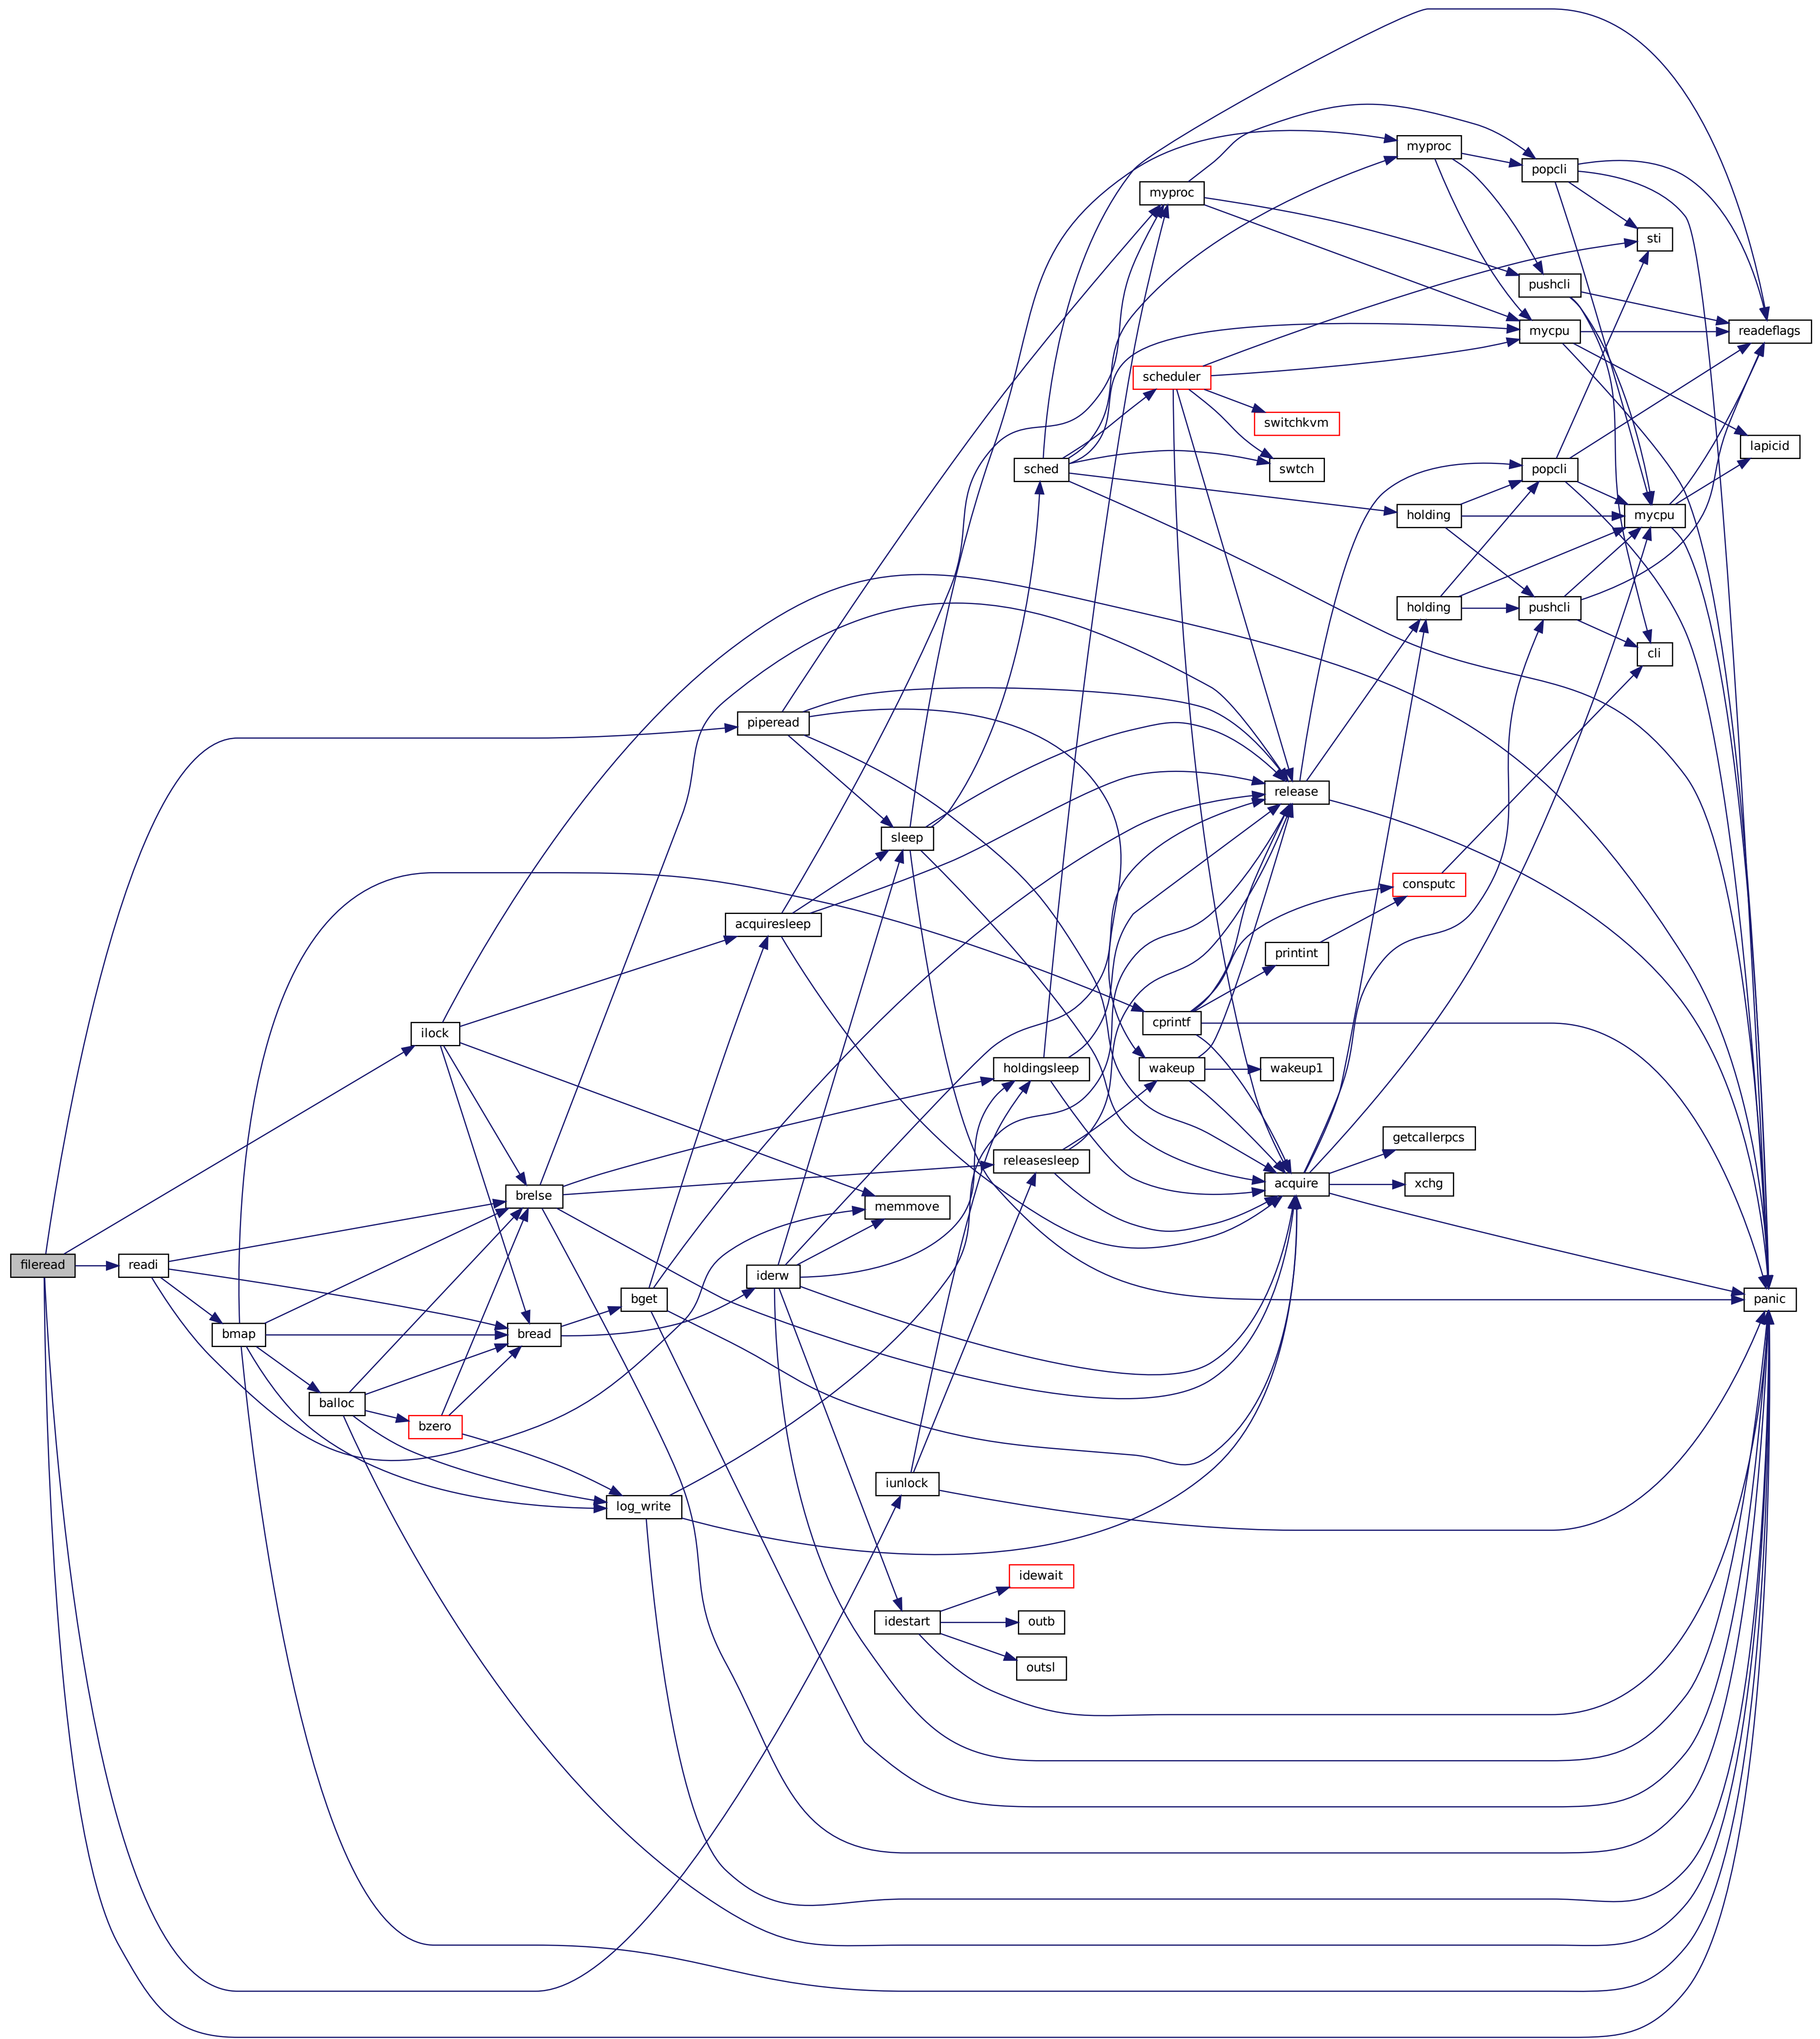 fileread
readi
bmap
balloc
ilock
bzero
brelse
bread
bget
log_write
piperead
acquiresleep
iderw
sleep
memmove
iunlock
idestart
sched
holdingsleep
releasesleep
idewait
outb
outsl
myproc
scheduler
cprintf
wakeup
switchkvm
swtch
release
printint
wakeup1
acquire
myproc
holding
holding
consputc
getcallerpcs
xchg
popcli
pushcli
mycpu
popcli
pushcli
sti
mycpu
cli
readeflags
lapicid
panic